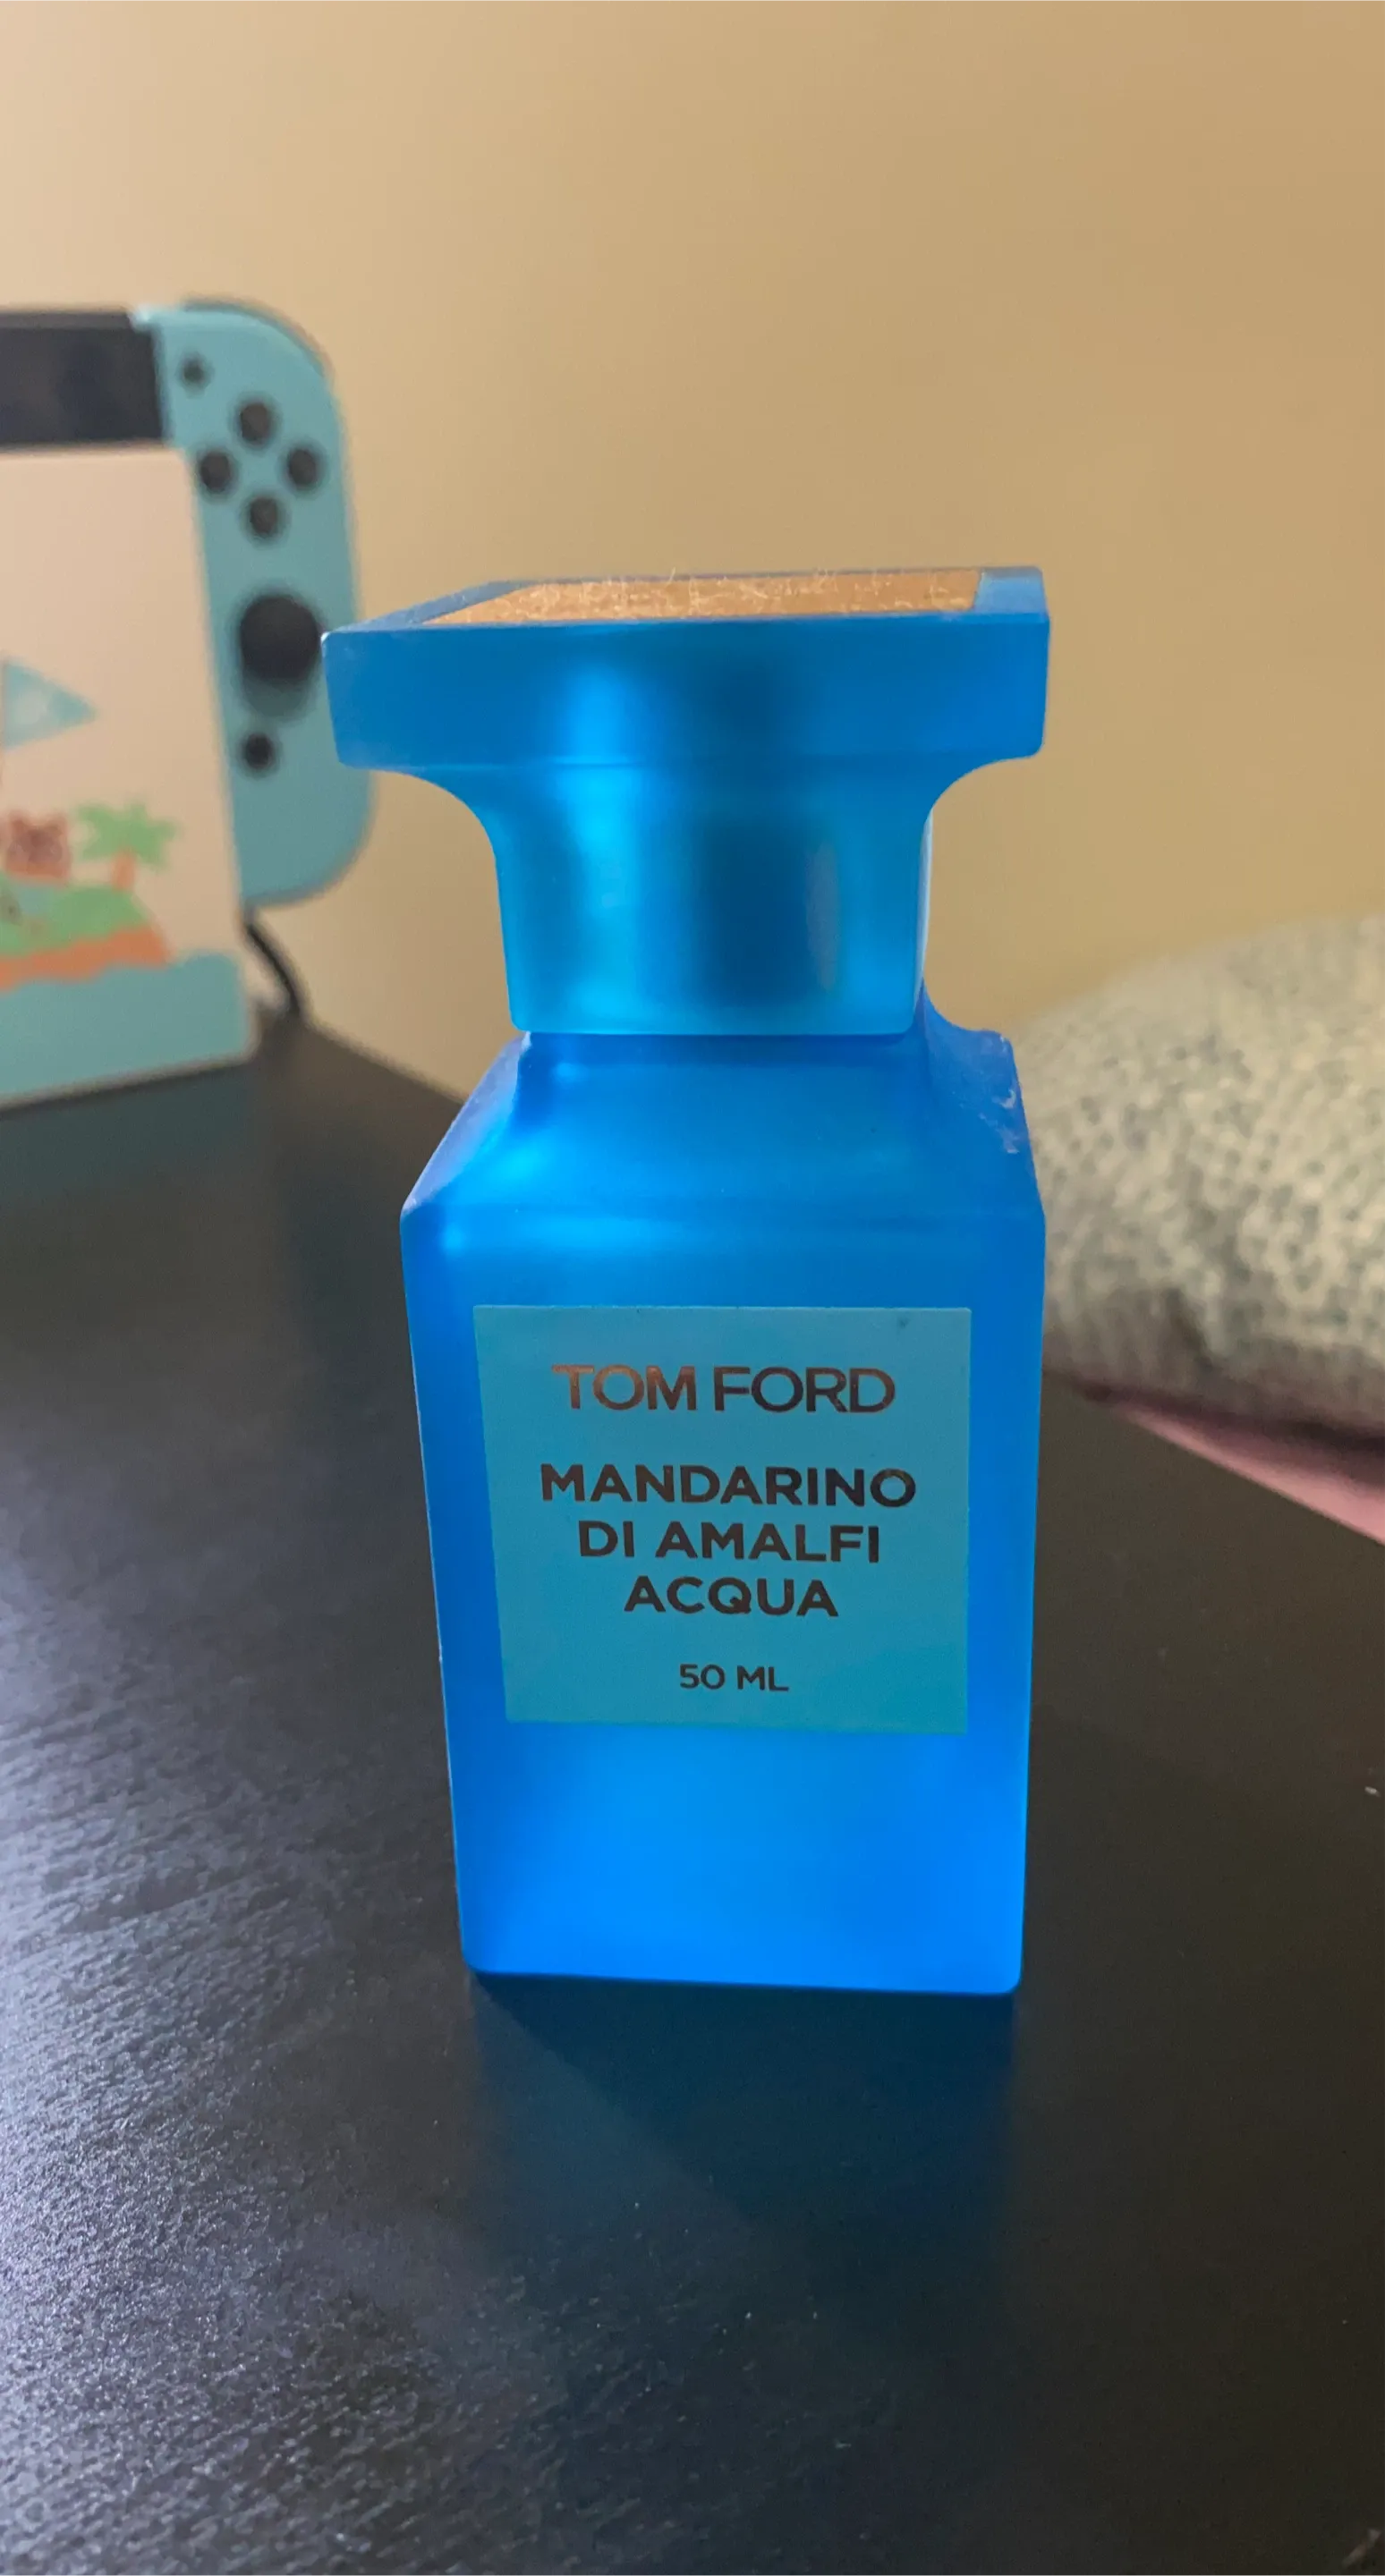 TOM FORD
MANDARINO
DI AMALFI
ACQUA
50 ML